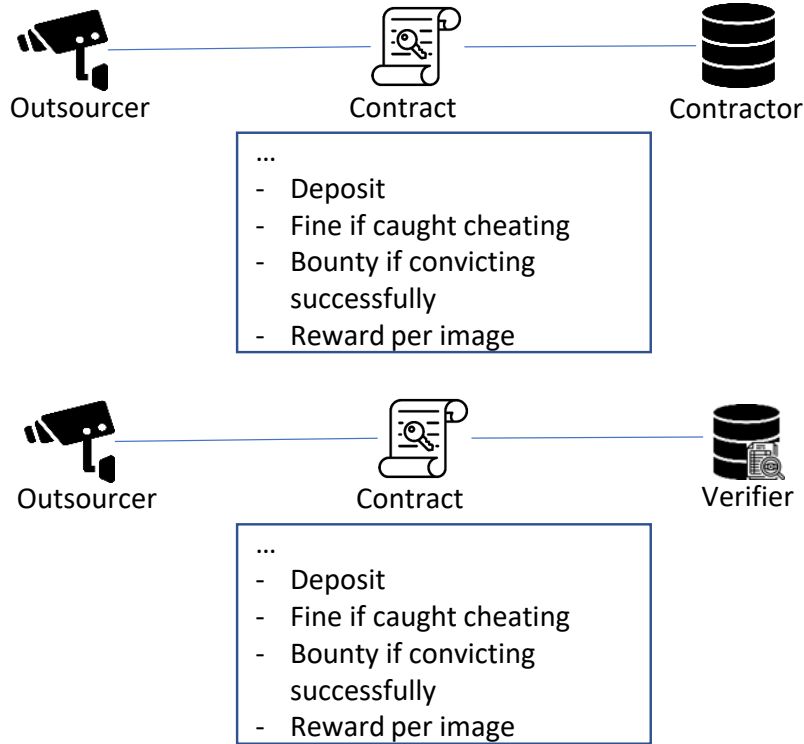 Outsourcer Contract Contractor
...
- Deposit
- Fine if caught cheating
- Bounty if convicting
successfully
- Reward per image
Outsourcer Contract Verifier
...
- Deposit
- Fine if caught cheating
- Bounty if convicting
successfully
- Reward per image